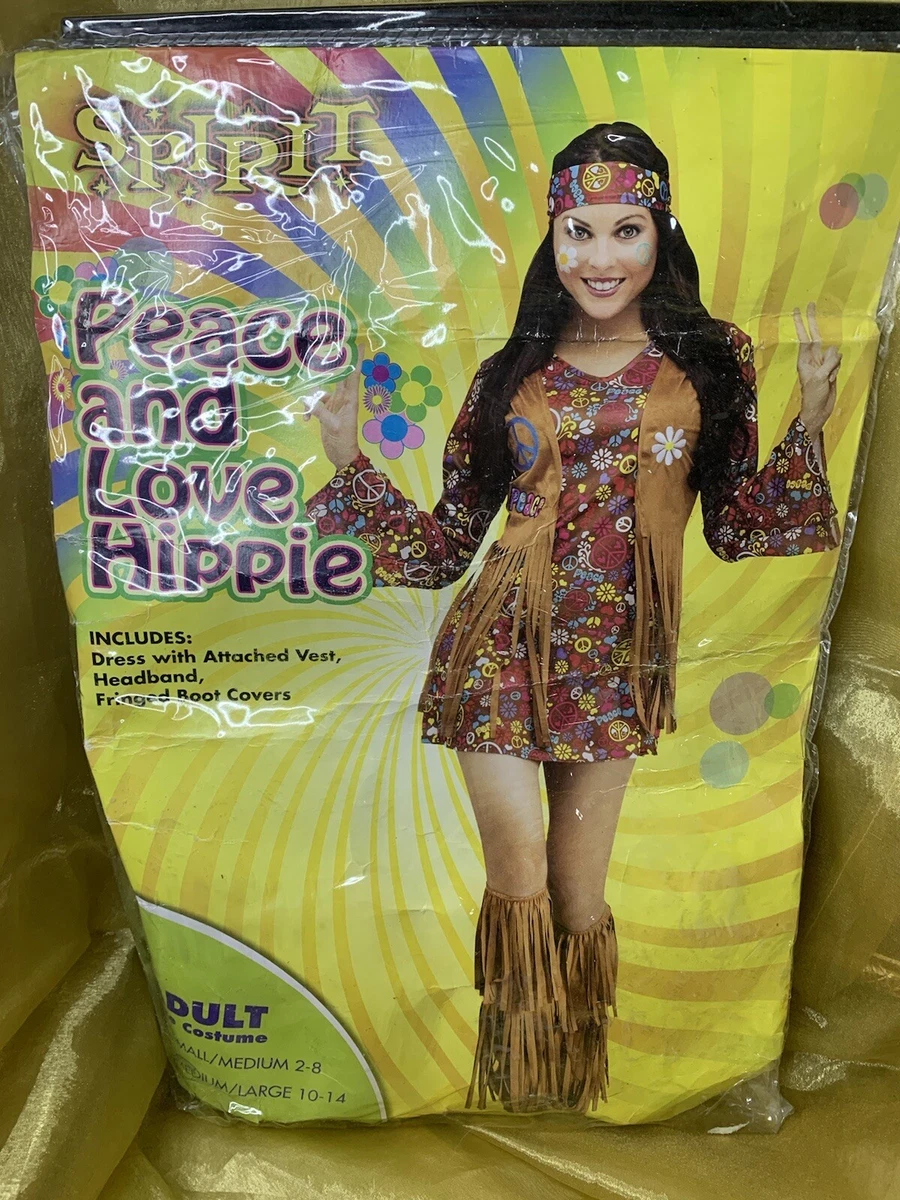 SPIRIT
Peace
and
Love
Hippie
INCLUDES:
Dress with Attached Vest,
Headband,
Fringed Boot Covers
DULT
Costume
MALL/MEDIUM 2-8
DIUM/LARGE 10-14
PEACE